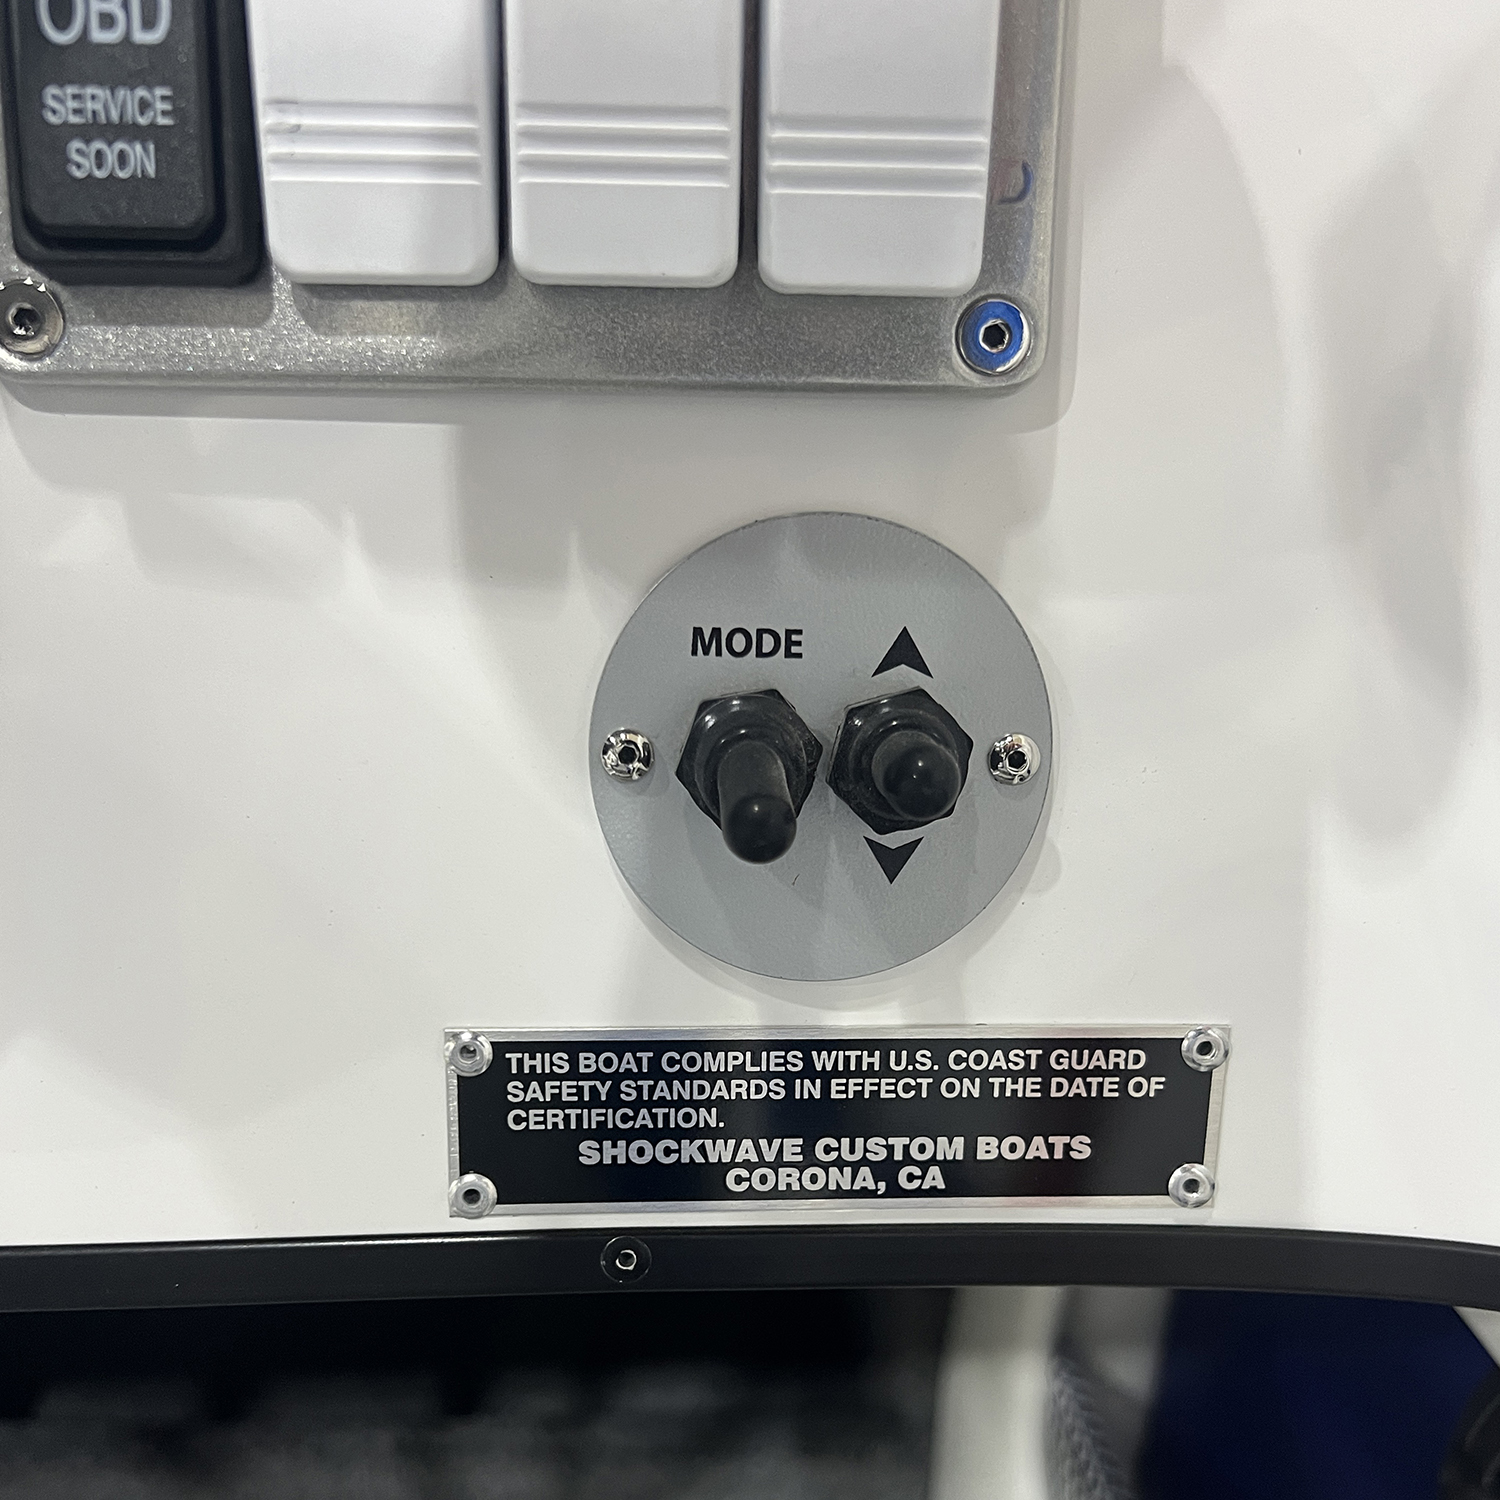 OBD
SERVICE
SOON
MODE
THIS BOAT COMPLIES WITH U.S. COAST GUARD
SAFETY STANDARDS IN EFFECT ON THE DATE OF
CERTIFICATION.
SHOCKWAVE CUSTOM BOATS
CORONA, CA